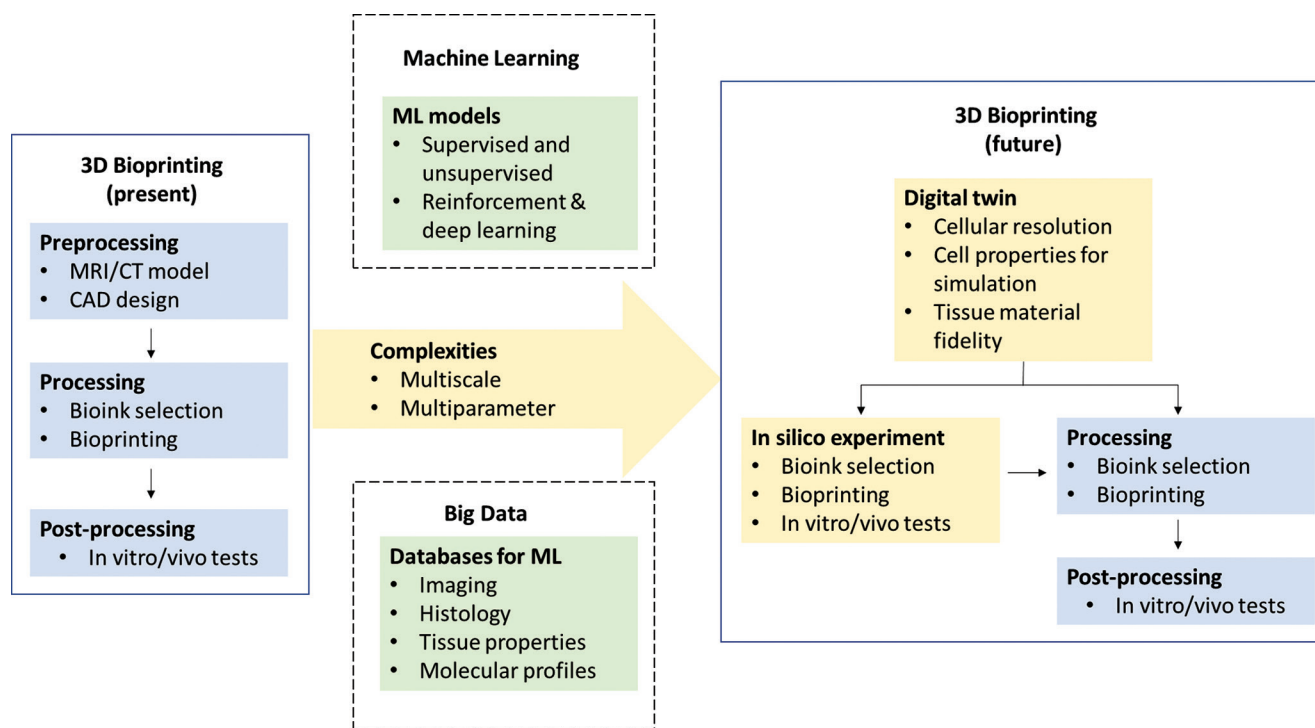 3D Bioprinting
(present)
Preprocessing
• MRI/CT model
• CAD design
Processing
• Bioink selection
• Bioprinting
Post-processing
• In vitro/vivo tests
Machine Learning
ML models
• Supervised and
unsupervised
• Reinforcement &
deep learning
Complexities
• Multiscale
• Multiparameter
Big Data
Databases for ML
• Imaging
• Histology
• Tissue properties
• Molecular profiles
3D Bioprinting
(future)
Digital twin
• Cellular resolution
• Cell properties for
simulation
• Tissue material
fidelity
In silico experiment
• Bioink selection
• Bioprinting
• In vitro/vivo tests
Processing
• Bioink selection
• Bioprinting
Post-processing
• In vitro/vivo tests